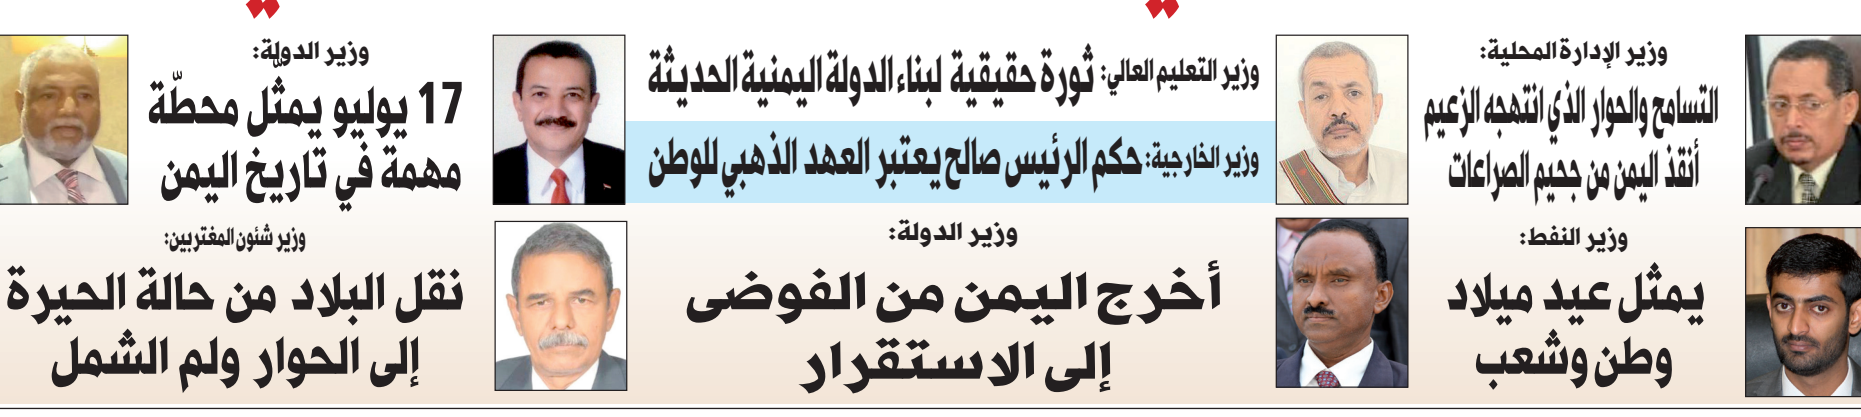 وزير الإدارة المحلية:
التسامح والحوار الذي انتهجه الزعيم
أنقذ اليمن من جحيم الصراعات
وزير التعليم العالي: ثورة حقيقية لبناء الدولة اليمنية الحديثة
وزير الخارجية: حكم الرئيس صالح يعتبر العهد الذهبي للوطن
وزير الدولة:
17 يوليو يمثّل محطّة
مهمة في تاريخ اليمن
وزير النفط:
يمثل عيد ميلاد
وطن وشعب
وزير الدولة:
أخرج اليمن من الفوضى
إلى الاستقرار
وزير شئون المغتربين:
نقل البلاد من حالة الحيرة
إلى الحوار ولم الشمل